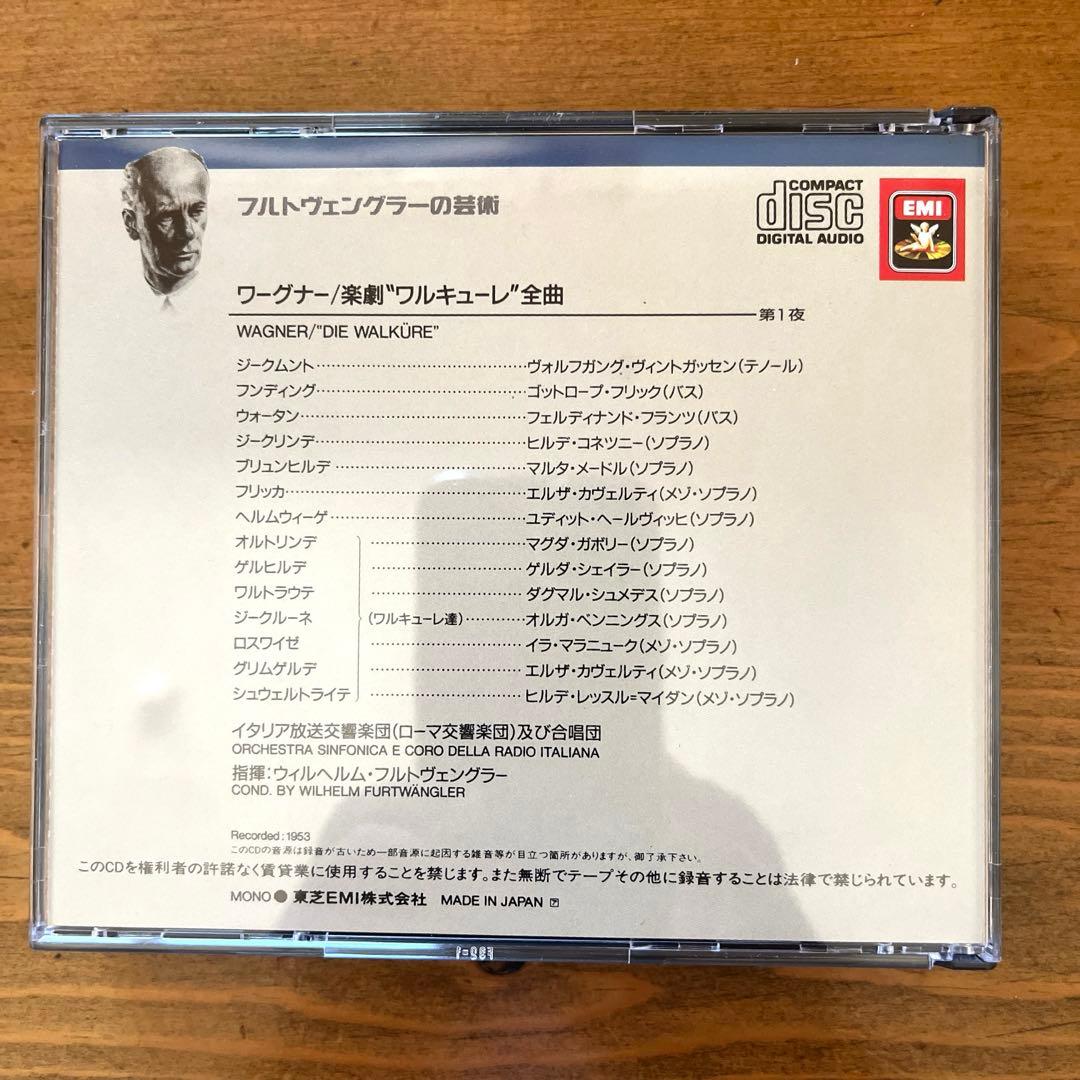 フルトヴェングラーの芸術
COMPACT
disc
DIGITAL AUDIO
EMI
ワーグナー/楽劇“ワルキューレ”全曲
第1夜
WAGNER/"DIE WALKÜRE"
ジークムント……ヴォルフガング・ヴィントガッセン(テノール)
フンディング……ゴットロープ・フリック(バス)
ウォータン……フェルディナンド・フランツ(バス)
ジークリンデ……ヒルデ・コネツニー(ソプラノ)
ブリュンヒルデ……マルタ・メードル(ソプラノ)
フリッカ……エルザ・カヴェルティ(メゾ・ソプラノ)
ヘルムウィーゲ……ユディット・ヘールヴィッヒ(ソプラノ)
オルトリンデ……マグダ・ガボリー(ソプラノ)
ゲルヒルデ……ゲルダ・シェイラー(ソプラノ)
ワルトラウテ……ダグマル・シュメデス(ソプラノ)
ジークルーネ (ワルキューレ達)……オルガ・ベンニングス(ソプラノ)
ロスワイゼ……イラ・マラニューク(メゾ・ソプラノ)
グリムゲルデ……エルザ・カヴェルティ(メゾ・ソプラノ)
シュウェルトライテ……ヒルデ・レッスル=マイダン(メゾ・ソプラノ)
イタリア放送交響楽団(ローマ交響楽団)及び合唱団
ORCHESTRA SINFONICA E CORO DELLA RADIO ITALIANA
指揮:ウィルヘルム・フルトヴェングラー
COND. BY WILHELM FURTWÄNGLER
Recorded:1953
このCDの音源は録音が古いため一部音源に起因する雑音等が目立つ箇所がありますが、御了承下さい。
このCDを権利者の許諾なく賃貸業に使用することを禁じます。また無断でテープその他に録音することは法律で禁じられています。
MONO● 東芝EMI株式会社 MADE IN JAPAN ア